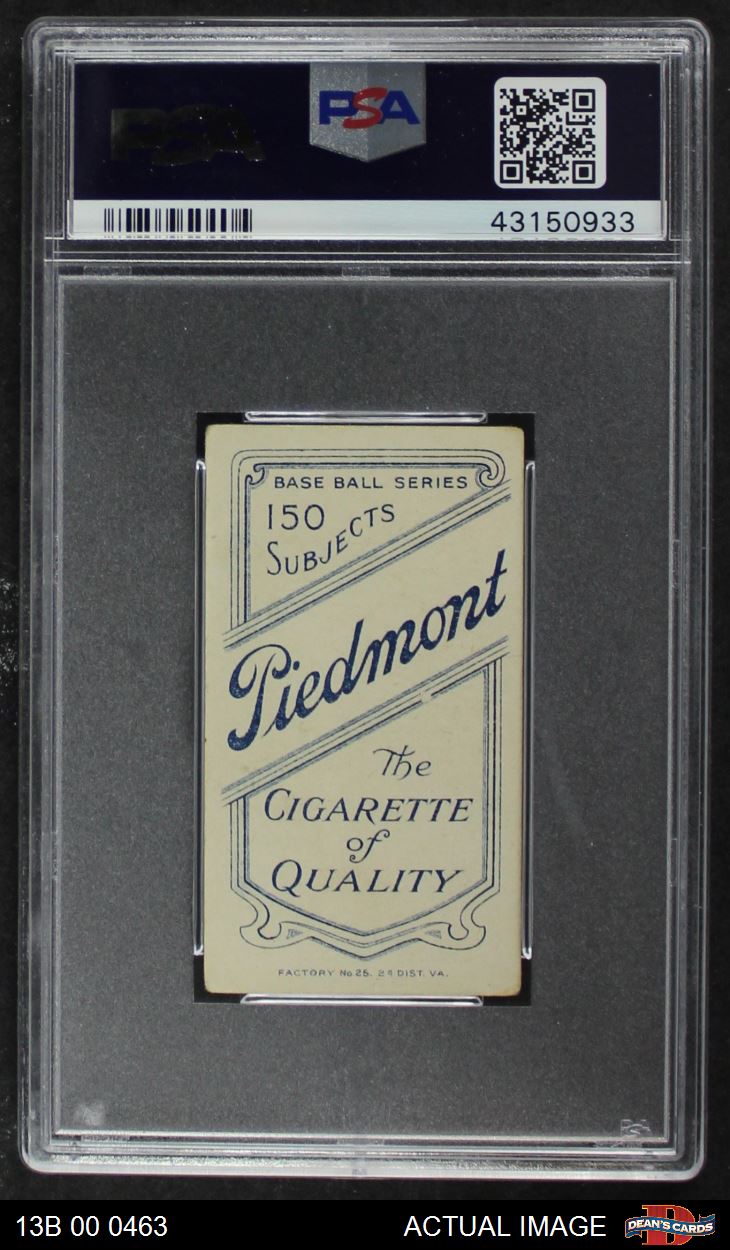 PSA
PSA
43150933
BASE BALL SERIES
150
SUBJECTS
Piedmont
The
CIGARETTE
of
QUALITY
FACTORY No 25. 2d DIST. VA.
PSA
13B 00 0463
ACTUAL IMAGE
D
DEAN'S CARDS